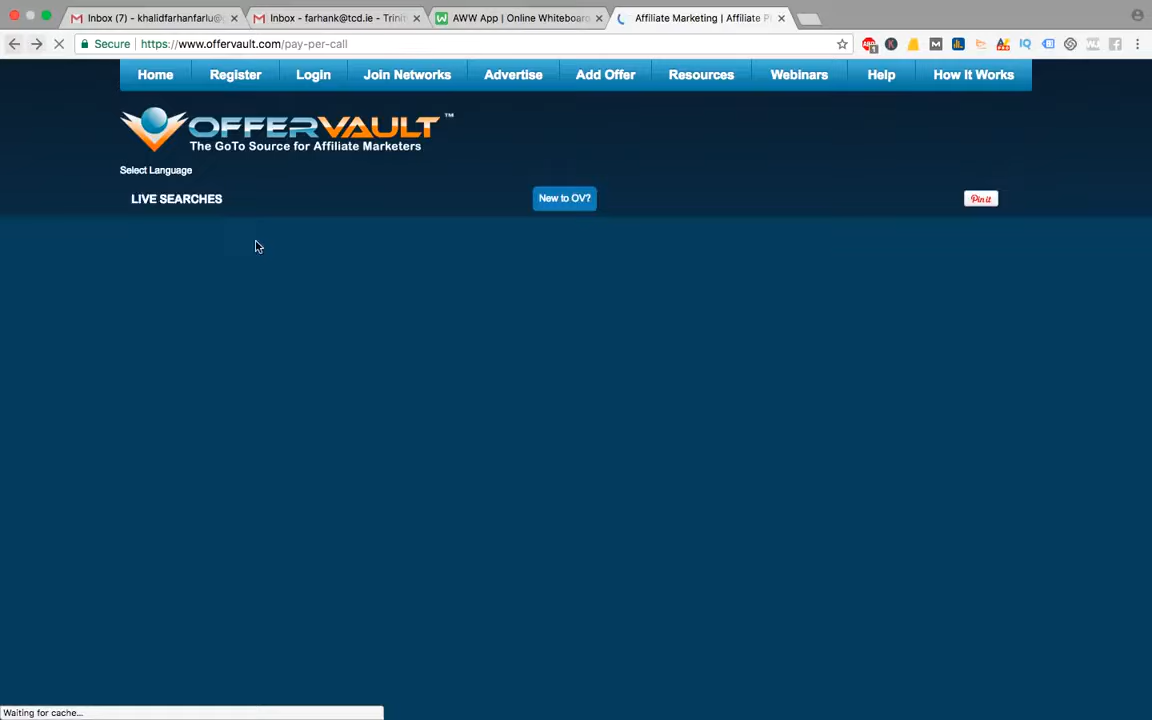 Inbox (7) - khalidfarhanfarlu@
Inbox - farhank@tcd.ie - Trinit
AWW App | Online Whiteboard
Affiliate Marketing | Affiliate P
Secure
https://www.offervault.com/pay-per-call
Home
Register
Login
Join Networks
Advertise
Add Offer
Resources
Webinars
Help
How It Works
OFFERVAULT™
The GoTo Source for Affiliate Marketers
Select Language
LIVE SEARCHES
New to OV?
Pin it
Waiting for cache...